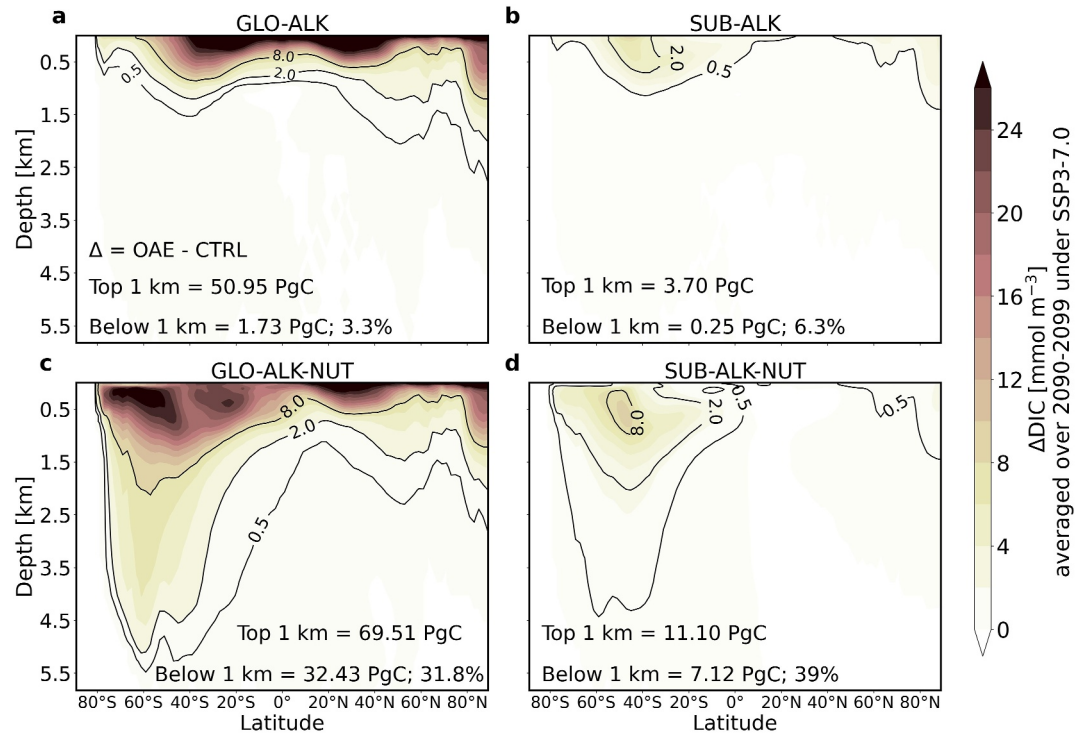 a
GLO-ALK
Depth [km]
0.5
1.5
2.5
3.5
4.5
5.5
0.5
8.0
2.0
Δ = OAE - CTRL
Top 1 km = 50.95 PgC
Below 1 km = 1.73 PgC; 3.3%
b
SUB-ALK
2.0
0.5
Top 1 km = 3.70 PgC
Below 1 km = 0.25 PgC; 6.3%
c
GLO-ALK-NUT
Depth [km]
0.5
1.5
2.5
3.5
4.5
5.5
8.0
2.0
0.5
Top 1 km = 69.51 PgC
Below 1 km = 32.43 PgC; 31.8%
80°S 60°S 40°S 20°S 0° 20°N 40°N 60°N 80°N
Latitude
d
SUB-ALK-NUT
8.0
2.0
0.5
0.5
Top 1 km = 11.10 PgC
Below 1 km = 7.12 PgC; 39%
80°S 60°S 40°S 20°S 0° 20°N 40°N 60°N 80°N
Latitude
24
20
16
12
8
4
0
ΔDIC [mmol m⁻³]
averaged over 2090-2099 under SSP3-7.0